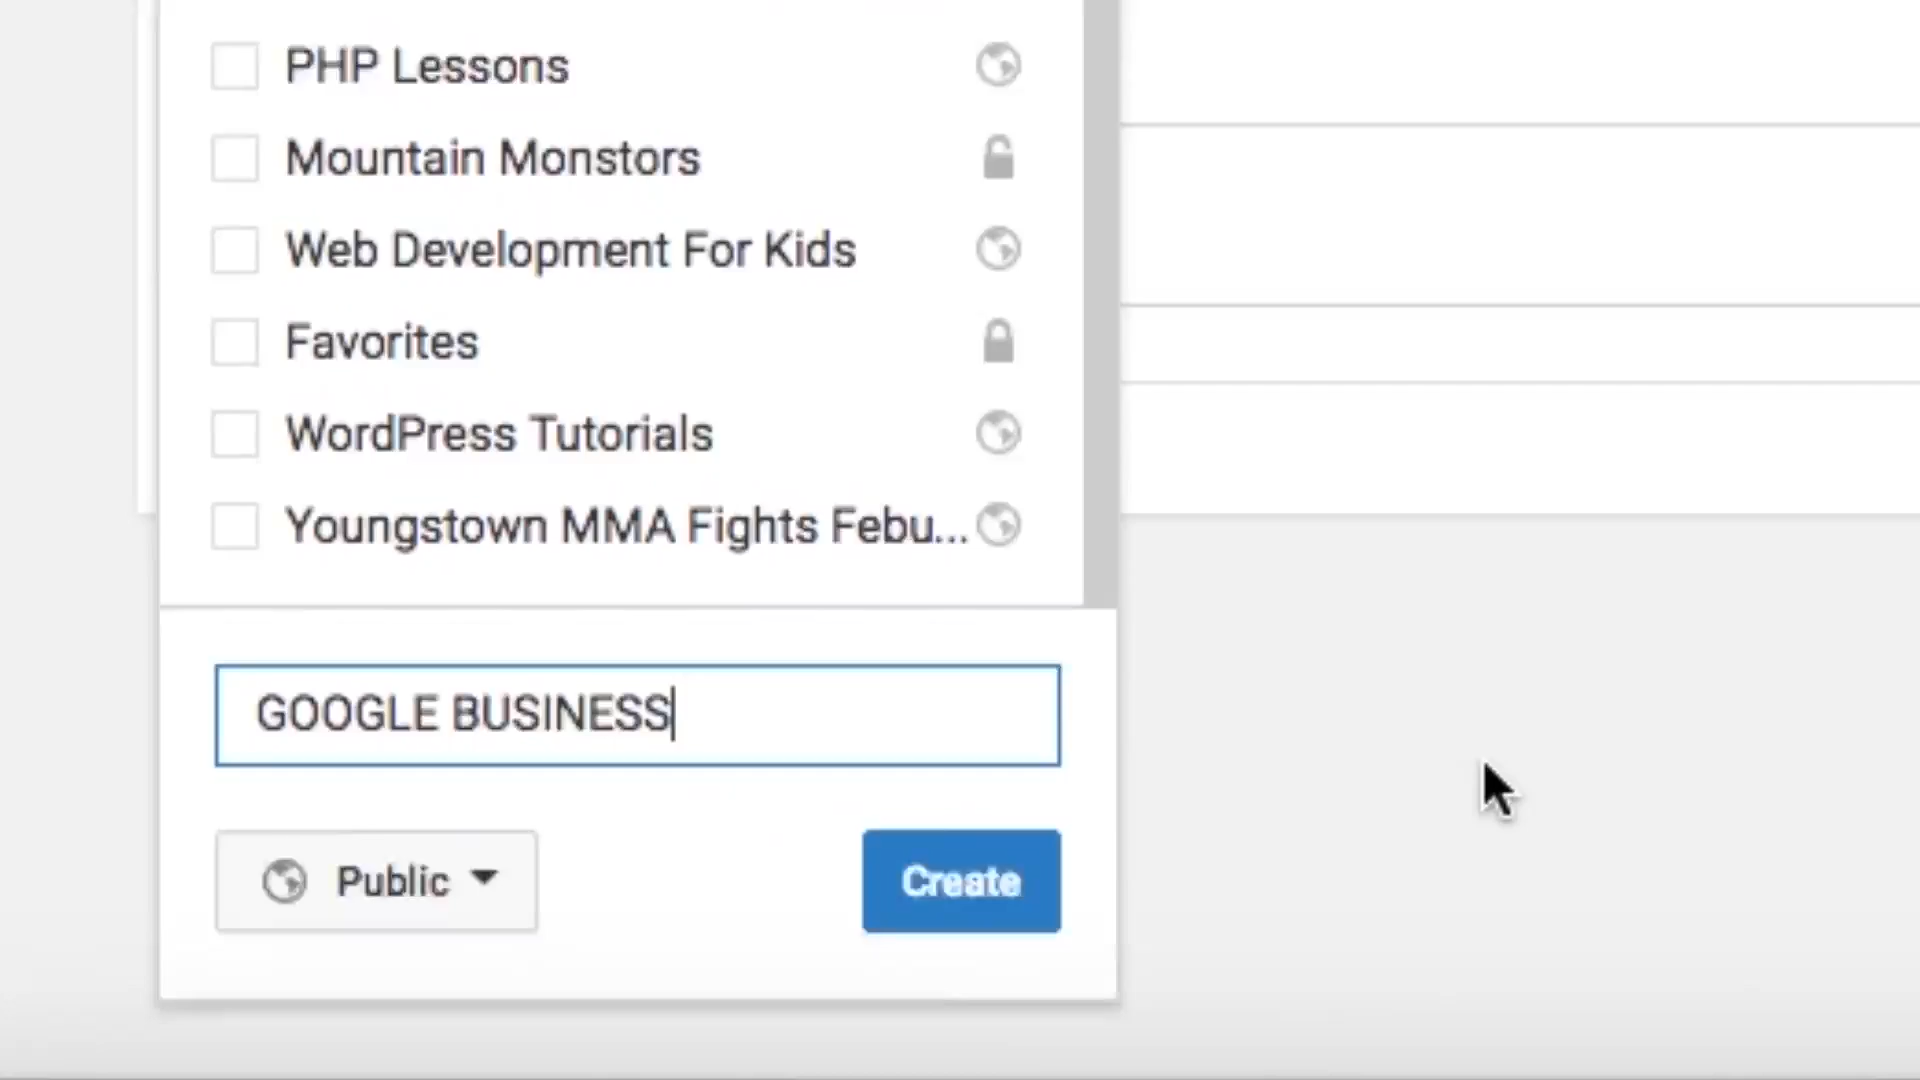 PHP Lessons
Mountain Monstors
Web Development For Kids
Favorites
WordPress Tutorials
Youngstown MMA Fights Febu...
GOOGLE BUSINESS
Public
Create